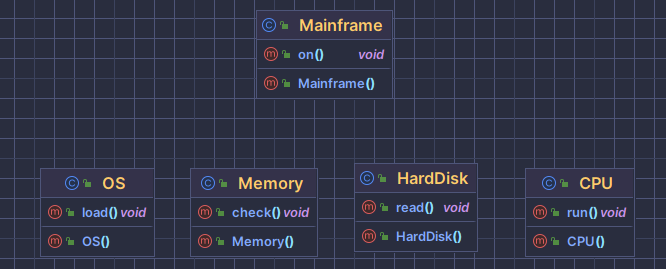 Mainframe
on() void
Mainframe()
OS
load() void
OS()
Memory
check() void
Memory()
HardDisk
read() void
HardDisk()
CPU
run() void
CPU()